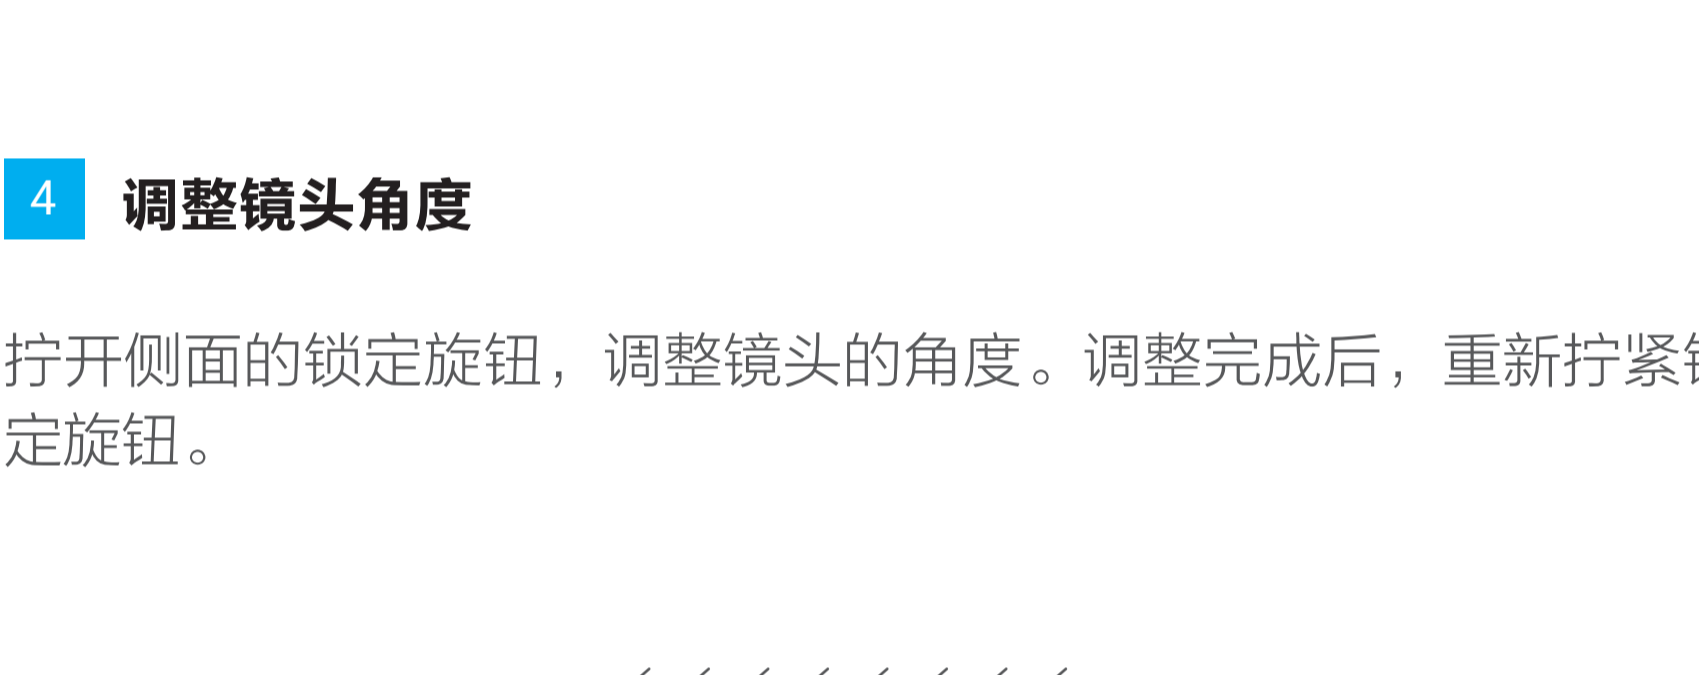 4 调整镜头角度
拧开侧面的锁定旋钮，调整镜头的角度。调整完成后，重新拧紧
定旋钮。